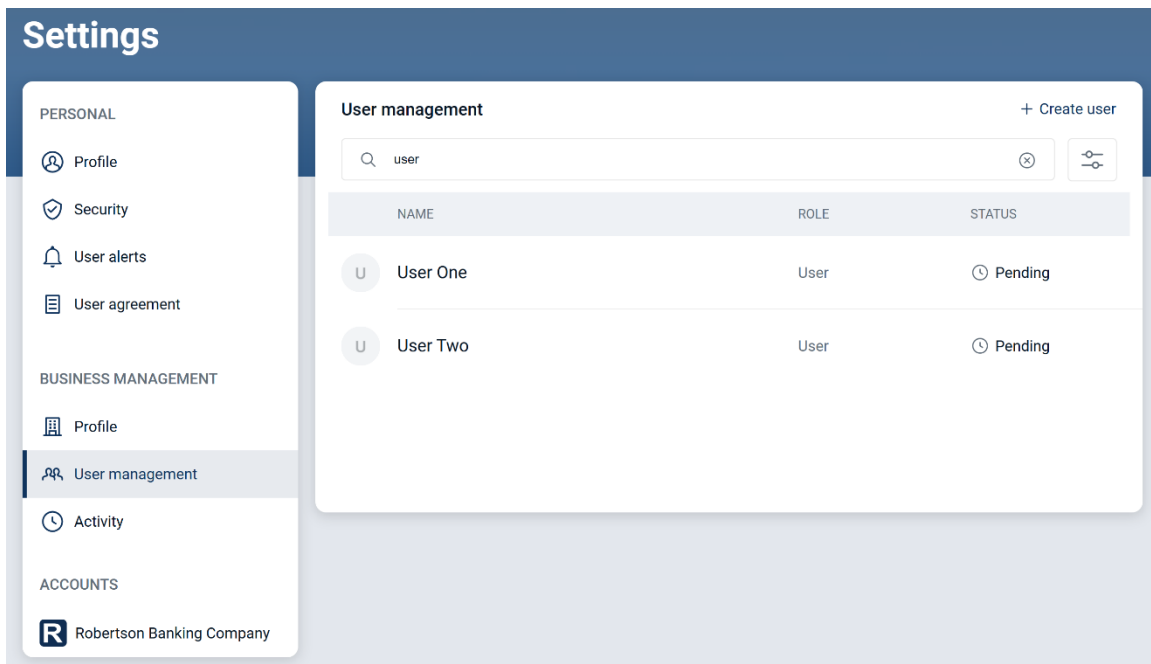 Settings
PERSONAL
Profile
Security
User alerts
User agreement
BUSINESS MANAGEMENT
Profile
User management
Activity
ACCOUNTS
R Robertson Banking Company
User management
+ Create user
user
NAME ROLE STATUS
U User One User Pending
U User Two User Pending